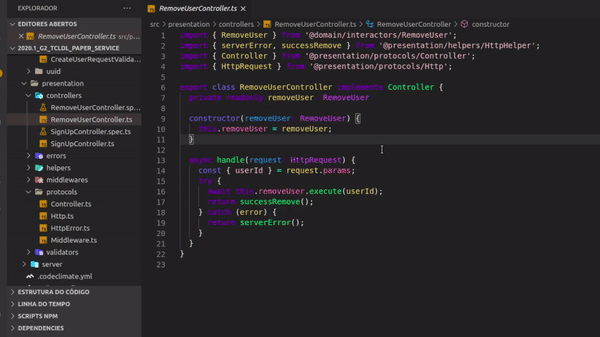 EXPLORADOR
EDITORES ABERTOS
RemoveUserController.ts src/p...
2020.1_G2_TCLDL_PAPER_SERVICE
CreateUserRequestValida...
uuid
presentation
controllers
RemoveUserController.sp...
RemoveUserController.ts
SignUpController.spec.ts
SignUpController.ts
errors
helpers
middlewares
protocols
Controller.ts
Http.ts
HttpError.ts
Middleware.ts
validators
server
.codeclimate.yml
ESTRUTURA DO CÓDIGO
LINHA DO TEMPO
SCRIPTS NPM
DEPENDENCIES
RemoveUserController.ts
src > presentation > controllers > RemoveUserController.ts > RemoveUserController > constructor
1 import { RemoveUser } from '@domain/interactors/RemoveUser';
2 import { serverError, successRemove } from '@presentation/helpers/HttpHelper';
3 import { Controller } from '@presentation/protocols/Controller';
4 import { HttpRequest } from '@presentation/protocols/Http';
5
6 export class RemoveUserController implements Controller {
7 private readonly removeUser RemoveUser
8
9 constructor(removeUser RemoveUser) {
10 this.removeUser = removeUser;
11 }
12
13 async handle(request HttpRequest) {
14 const { userId } = request.params;
15 try {
16 await this.removeUser.execute(userId);
17 return successRemove();
18 } catch (error) {
19 return serverError();
20 }
21 }
22 }
23